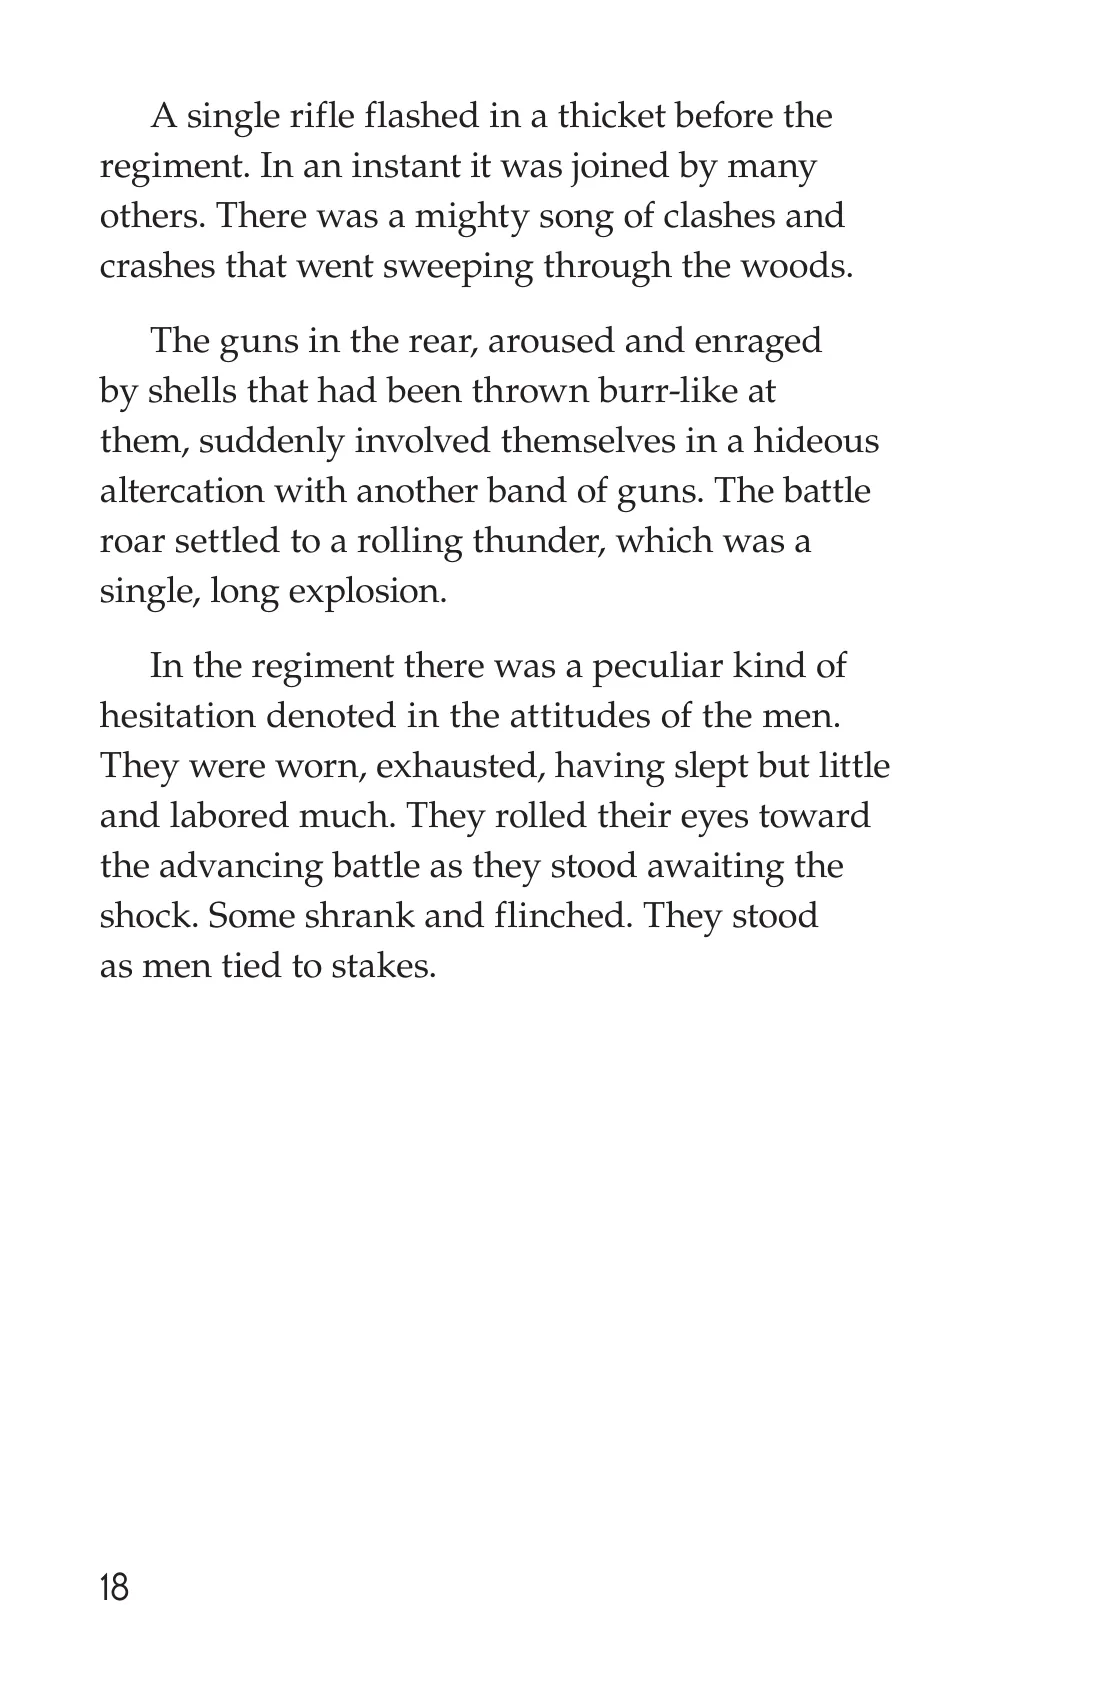 A single rifle flashed in a thicket before the
regiment. In an instant it was joined by many
others. There was a mighty song of clashes and
crashes that went sweeping through the woods.
The guns in the rear, aroused and enraged
by shells that had been thrown burr-like at
them, suddenly involved themselves in a hideous
altercation with another band of guns. The battle
roar settled to a rolling thunder, which was a
single, long explosion.
In the regiment there was a peculiar kind of
hesitation denoted in the attitudes of the men.
They were worn, exhausted, having slept but little
and labored much. They rolled their eyes toward
the advancing battle as they stood awaiting the
shock. Some shrank and flinched. They stood
as men tied to stakes.
18